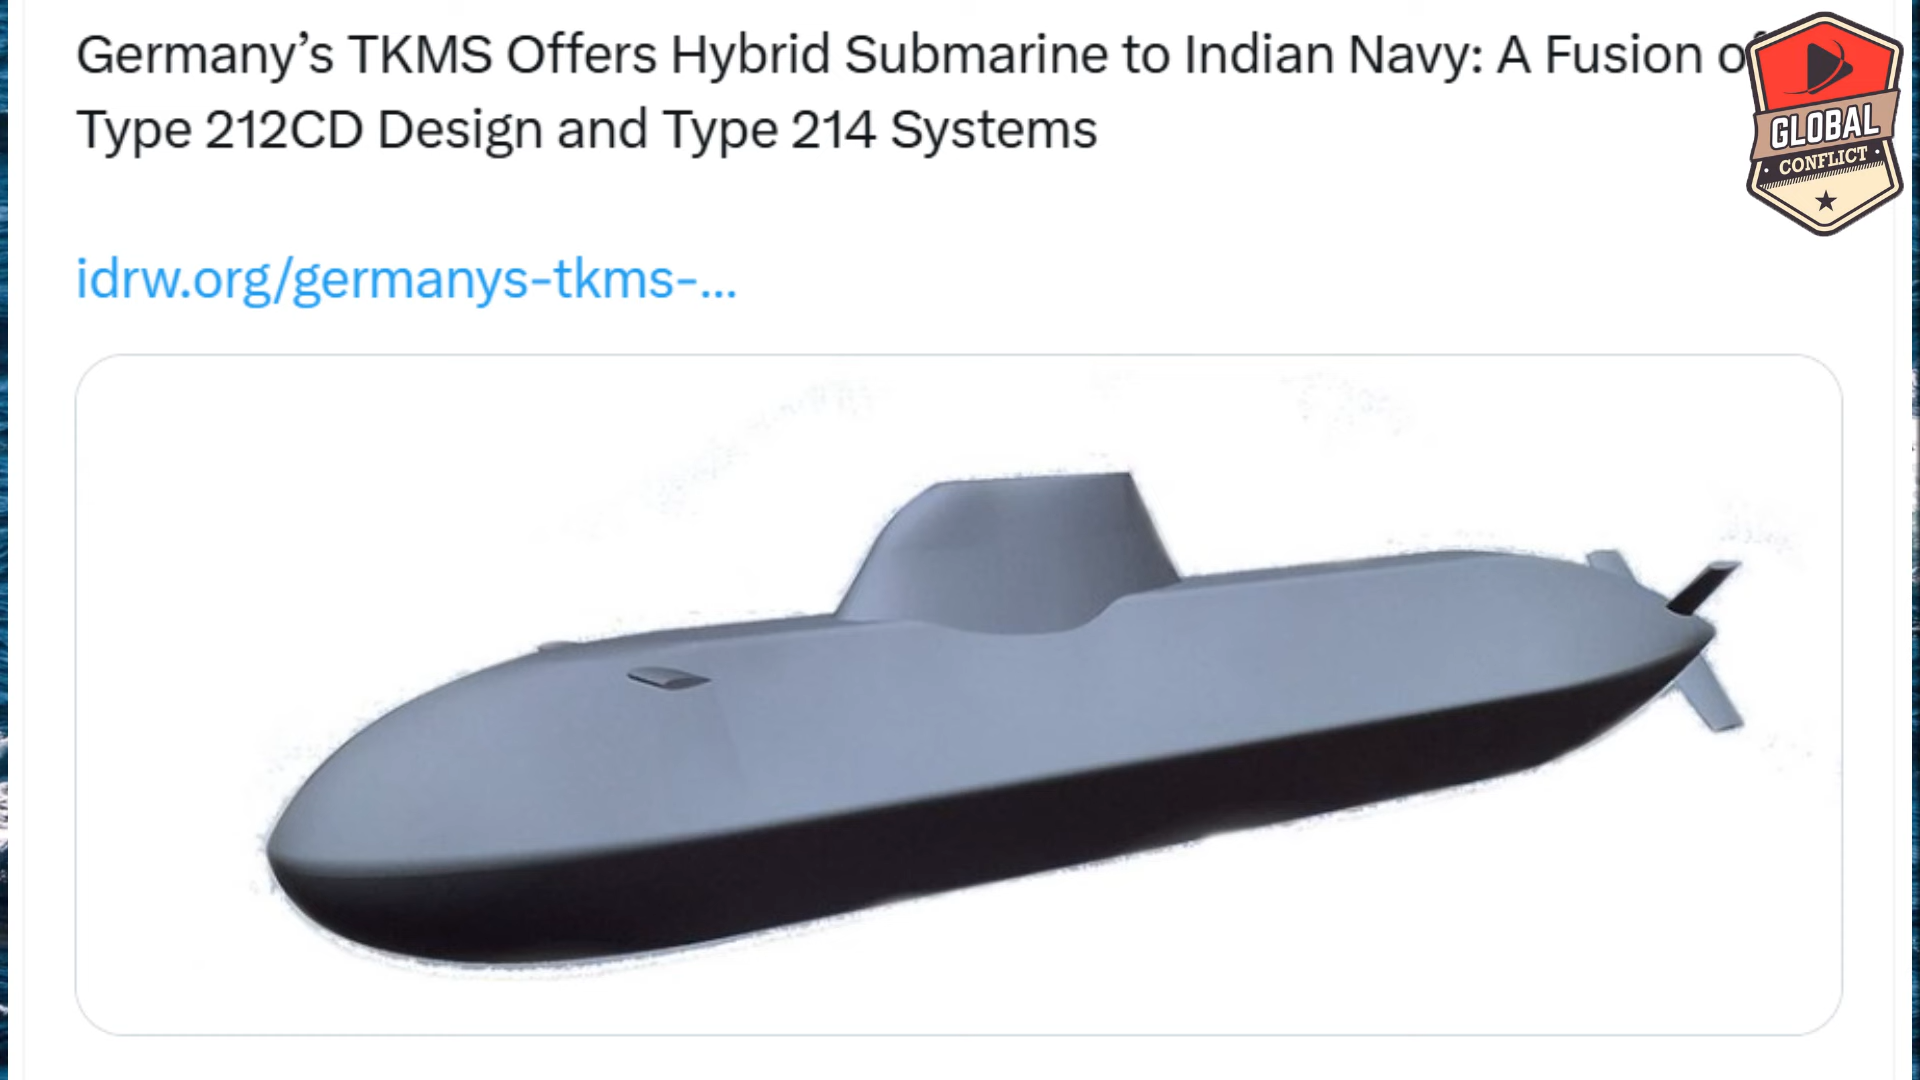 Germany’s TKMS Offers Hybrid Submarine to Indian Navy: A Fusion of
Type 212CD Design and Type 214 Systems
GLOBAL
CONFLICT
idrw.org/germanys-tkms-...